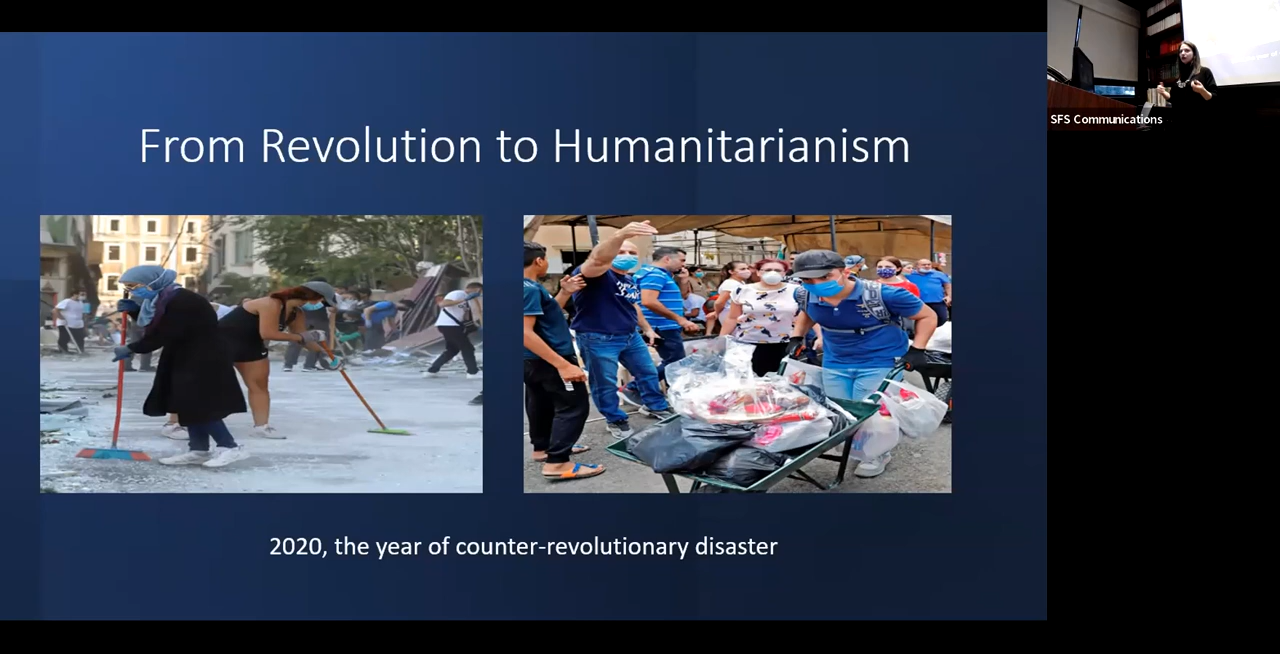 SFS Communications
From Revolution to Humanitarianism
2020, the year of counter-revolutionary disaster